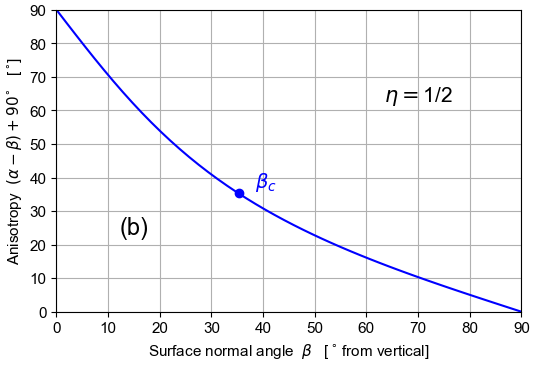 90
80
70
60
50
40
30
20
10
0
Anisotropy (α − β) + 90° [°]
η = 1/2
β_c
(b)
0 10 20 30 40 50 60 70 80 90
Surface normal angle β [° from vertical]